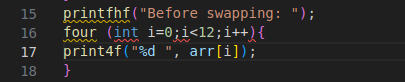 15 printfhf("Before swapping: ");
16 four (int i=0;i<12;i++){
17 print4f("%d ", arr[i]);
18 }